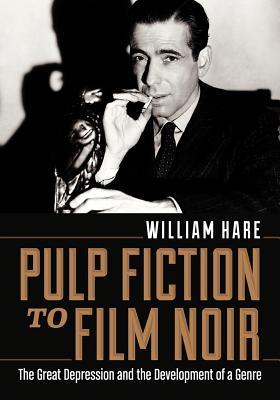 WILLIAM HARE
PULP FICTION
TO FILM NOIR
The Great Depression and the Development of a Genre